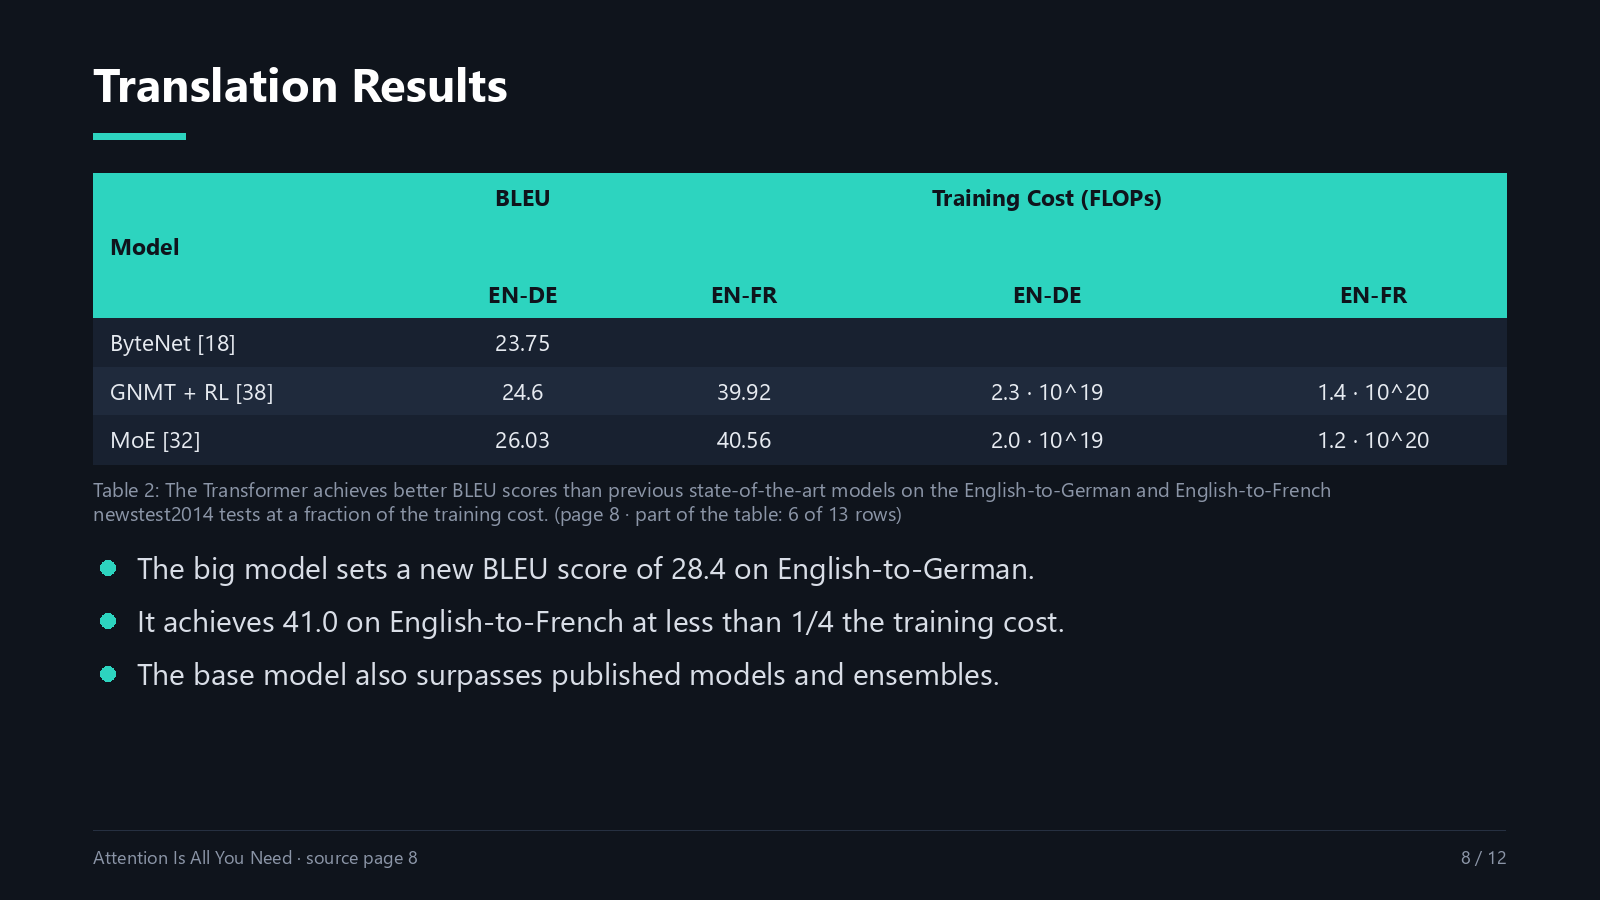 Translation Results
BLEU Training Cost (FLOPs)
Model
EN-DE EN-FR EN-DE EN-FR
ByteNet [18] 23.75
GNMT + RL [38] 24.6 39.92 2.3 · 10^19 1.4 · 10^20
MoE [32] 26.03 40.56 2.0 · 10^19 1.2 · 10^20
Table 2: The Transformer achieves better BLEU scores than previous state-of-the-art models on the English-to-German and English-to-French
newstest2014 tests at a fraction of the training cost. (page 8 · part of the table: 6 of 13 rows)
The big model sets a new BLEU score of 28.4 on English-to-German.
It achieves 41.0 on English-to-French at less than 1/4 the training cost.
The base model also surpasses published models and ensembles.
Attention Is All You Need · source page 8
8 / 12